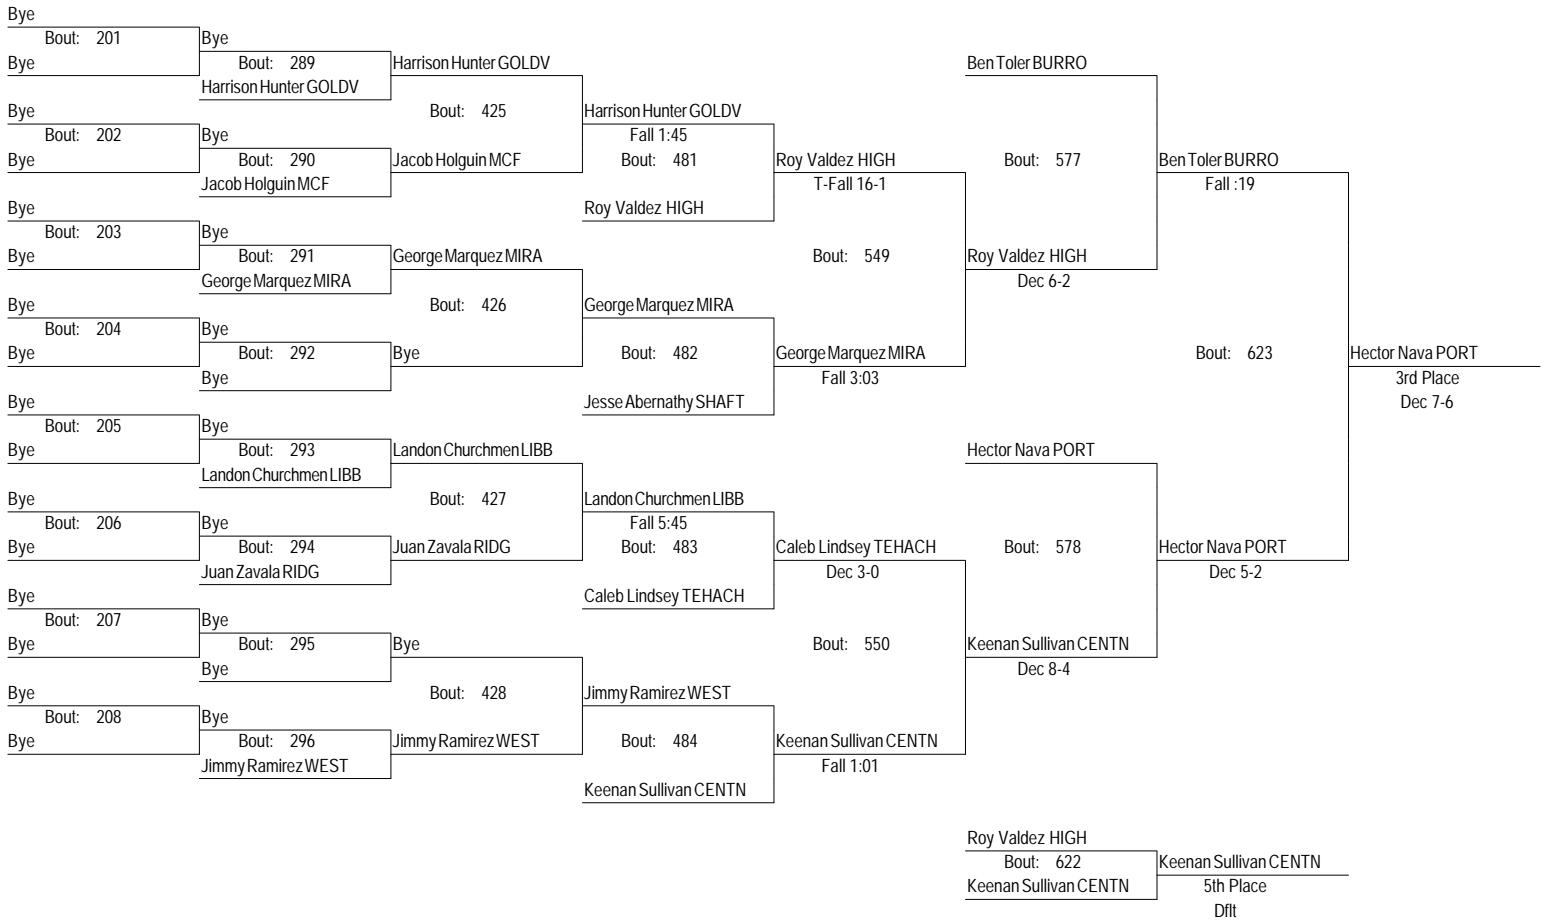 Bye
Bout: 201
Bye
Bye
Bout: 202
Bye
Bye
Bout: 203
Bye
Bye
Bout: 204
Bye
Bye
Bout: 205
Bye
Bye
Bout: 206
Bye
Bye
Bout: 207
Bye
Bye
Bout: 208
Bye
Bye
Bout: 289
Harrison Hunter GOLDV
Bye
Bout: 290
Jacob Holguin MCF
Bye
Bout: 291
George Marquez MIRA
Bye
Bout: 292
Bye
Bye
Bout: 293
Landon Churchmen LIBB
Bye
Bout: 294
Juan Zavala RIDG
Bye
Bout: 295
Bye
Bye
Bout: 296
Jimmy Ramirez WEST
Harrison Hunter GOLDV
Bout: 425
Jacob Holguin MCF
George Marquez MIRA
Bout: 426
Bye
Landon Churchmen LIBB
Bout: 427
Juan Zavala RIDG
Bye
Bout: 428
Jimmy Ramirez WEST
Harrison Hunter GOLDV
Fall 1:45
Bout: 481
Roy Valdez HIGH
George Marquez MIRA
Bout: 482
Jesse Abernathy SHAFT
Landon Churchmen LIBB
Fall 5:45
Bout: 483
Caleb Lindsey TEHACH
Jimmy Ramirez WEST
Bout: 484
Keenan Sullivan CENTN
Roy Valdez HIGH
T-Fall 16-1
Bout: 549
George Marquez MIRA
Fall 3:03
Caleb Lindsey TEHACH
Dec 3-0
Bout: 550
Keenan Sullivan CENTN
Fall 1:01
Ben Toler BURRO
Bout: 577
Roy Valdez HIGH
Dec 6-2
Hector Nava PORT
Bout: 578
Keenan Sullivan CENTN
Dec 8-4
Ben Toler BURRO
Fall :19
Bout: 623
Hector Nava PORT
Dec 5-2
Hector Nava PORT
3rd Place
Dec 7-6
Roy Valdez HIGH
Bout: 622
Keenan Sullivan CENTN
Keenan Sullivan CENTN
5th Place
Dflt